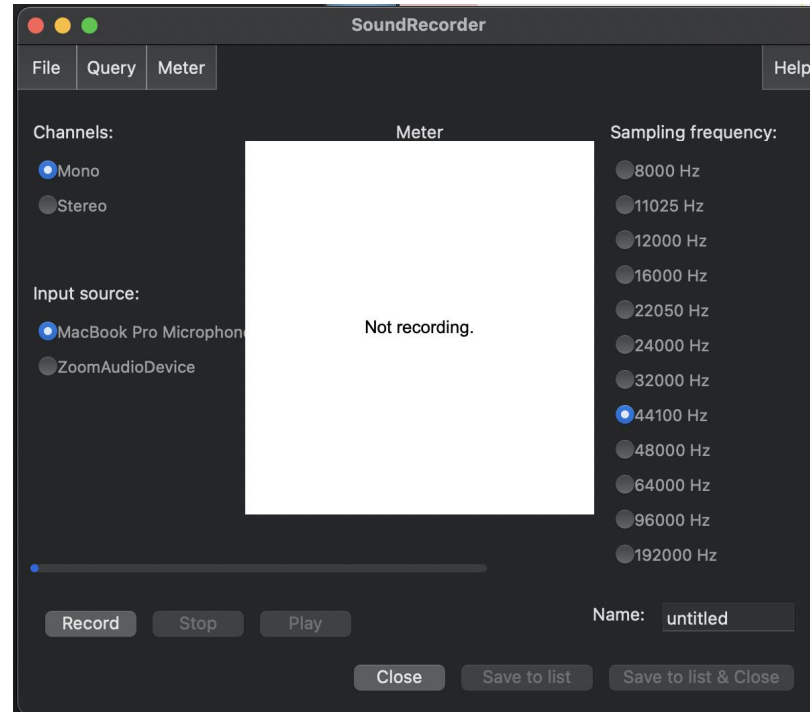 SoundRecorder
File Query Meter Help
Channels:
Mono
Stereo
Input source:
MacBook Pro Microphone
ZoomAudioDevice
Meter
Not recording.
Sampling frequency:
8000 Hz
11025 Hz
12000 Hz
16000 Hz
22050 Hz
24000 Hz
32000 Hz
44100 Hz
48000 Hz
64000 Hz
96000 Hz
192000 Hz
Record Stop Play
Name: untitled
Close Save to list Save to list & Close